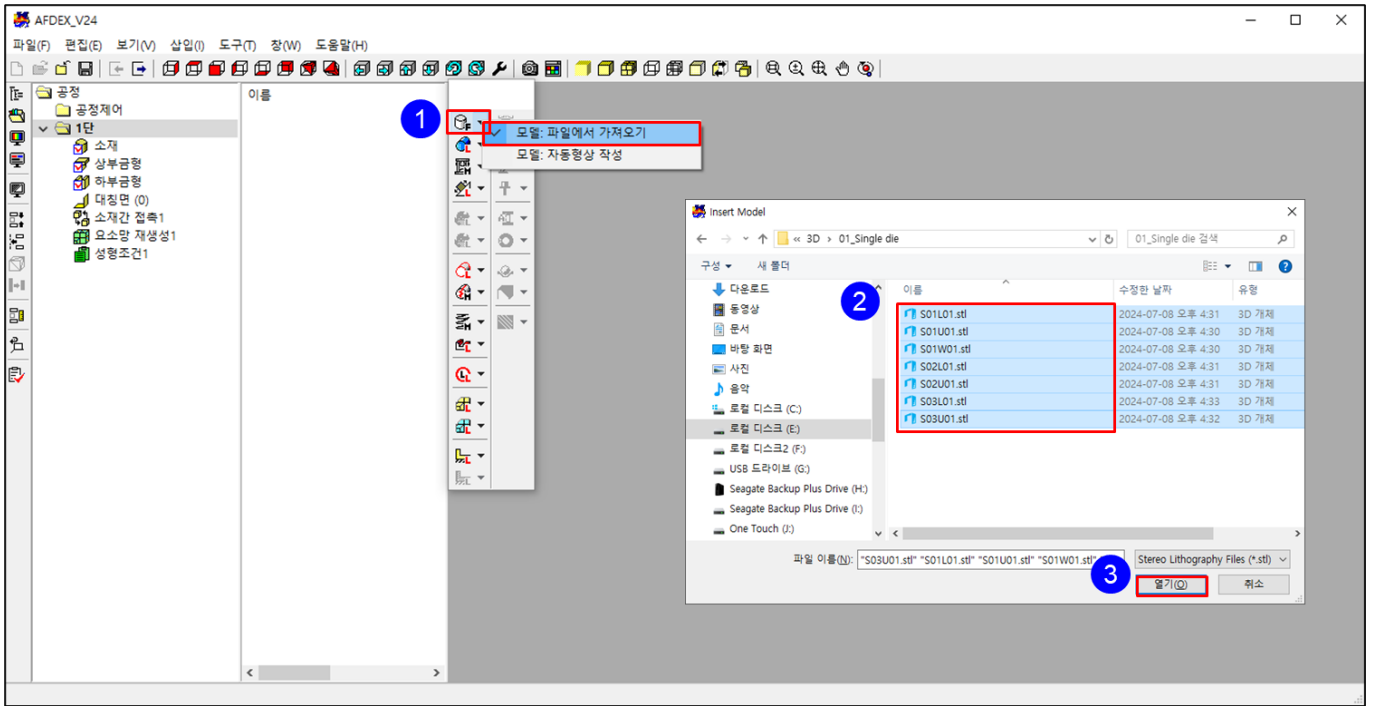 AFDEX_V24
파일(F) 편집(E) 보기(V) 삽입(I) 도구(T) 창(W) 도움말(H)
공정
공정제어
1단
소재
상부금형
하부금형
대칭면 (0)
소재간 접촉1
요소망 재생성1
성형조건1
이름
1
모델: 파일에서 가져오기
모델: 자동형상 작성
Insert Model
« 3D › 01_Single die
01_Single die 검색
구성 새 폴더
다운로드
동영상
문서
바탕 화면
사진
음악
로컬 디스크 (C:)
로컬 디스크 (E:)
로컬 디스크2 (F:)
USB 드라이브 (G:)
Seagate Backup Plus Drive (H:)
Seagate Backup Plus Drive (I:)
One Touch (J:)
2
이름 수정한 날짜 유형
S01L01.stl 2024-07-08 오후 4:31 3D 개체
S01U01.stl 2024-07-08 오후 4:30 3D 개체
S01W01.stl 2024-07-08 오후 4:30 3D 개체
S02L01.stl 2024-07-08 오후 4:31 3D 개체
S02U01.stl 2024-07-08 오후 4:31 3D 개체
S03L01.stl 2024-07-08 오후 4:33 3D 개체
S03U01.stl 2024-07-08 오후 4:32 3D 개체
파일 이름(N): "S03U01.stl" "S01L01.stl" "S01U01.stl" "S01W01.stl" Stereo Lithography Files (*.stl)
3
열기(O) 취소